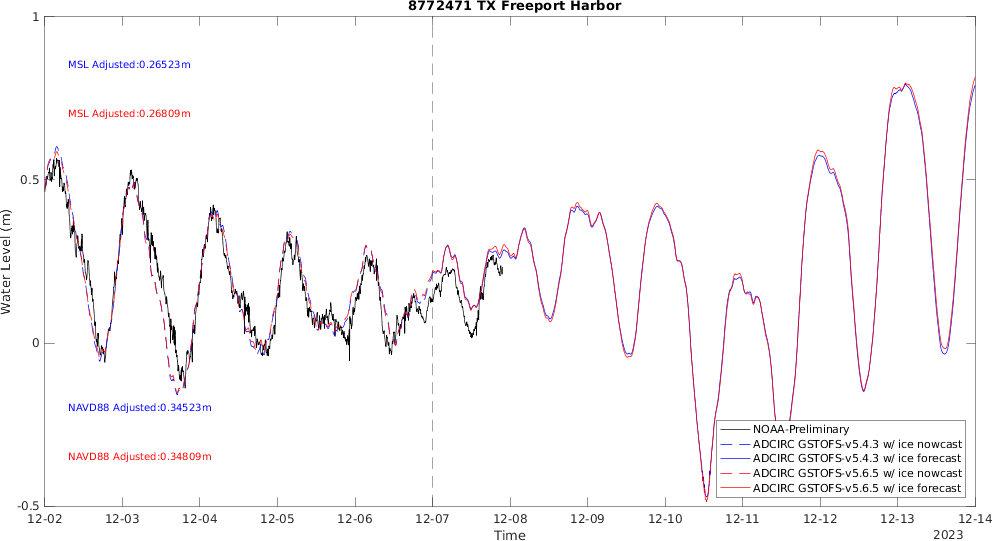 8772471 TX Freeport Harbor
1
MSL Adjusted:0.26523m
MSL Adjusted:0.26809m
0.5
Water Level (m)
0
NAVD88 Adjusted:0.34523m
NAVD88 Adjusted:0.34809m
NOAA-Preliminary
ADCIRC GSTOFS-v5.4.3 w/ ice nowcast
ADCIRC GSTOFS-v5.4.3 w/ ice forecast
ADCIRC GSTOFS-v5.6.5 w/ ice nowcast
ADCIRC GSTOFS-v5.6.5 w/ ice forecast
-0.5
12-02 12-03 12-04 12-05 12-06 12-07 12-08 12-09 12-10 12-11 12-12 12-13 12-14
Time
2023